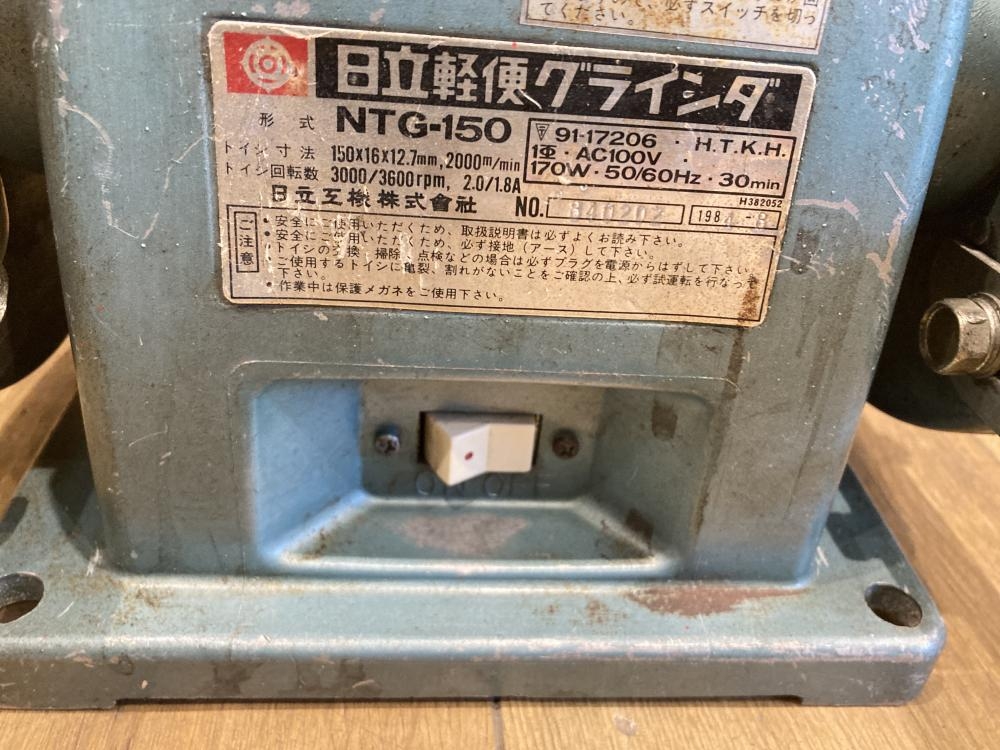 必ずスイッチを切っ
てください。
日立軽便グラインダ
形式 NTG-150
〒 91-17206 · H.T.K.H.
1Φ · AC100V ·
170W · 50/60Hz · 30min
トイシ寸法 150X16X12.7mm, 2000m/min
トイシ回転数 3000/3600rpm, 2.0/1.8A
H382052
日立工機株式會社 NO. 198
ご注意
• 安全にご使用いただくため、取扱説明書は必ずよくお読み下さい。
• 安全にご使用いただくため、必ず接地(アース)して下さい。
• トイシの交換、掃除、点検などの場合は必ずプラグを電源からはずして下さい。
• ご使用するトイシに亀裂、割れがないことをご確認の上、必ず試運転を行なって
下さい。
• 作業中は保護メガネをご使用下さい。
ON OFF